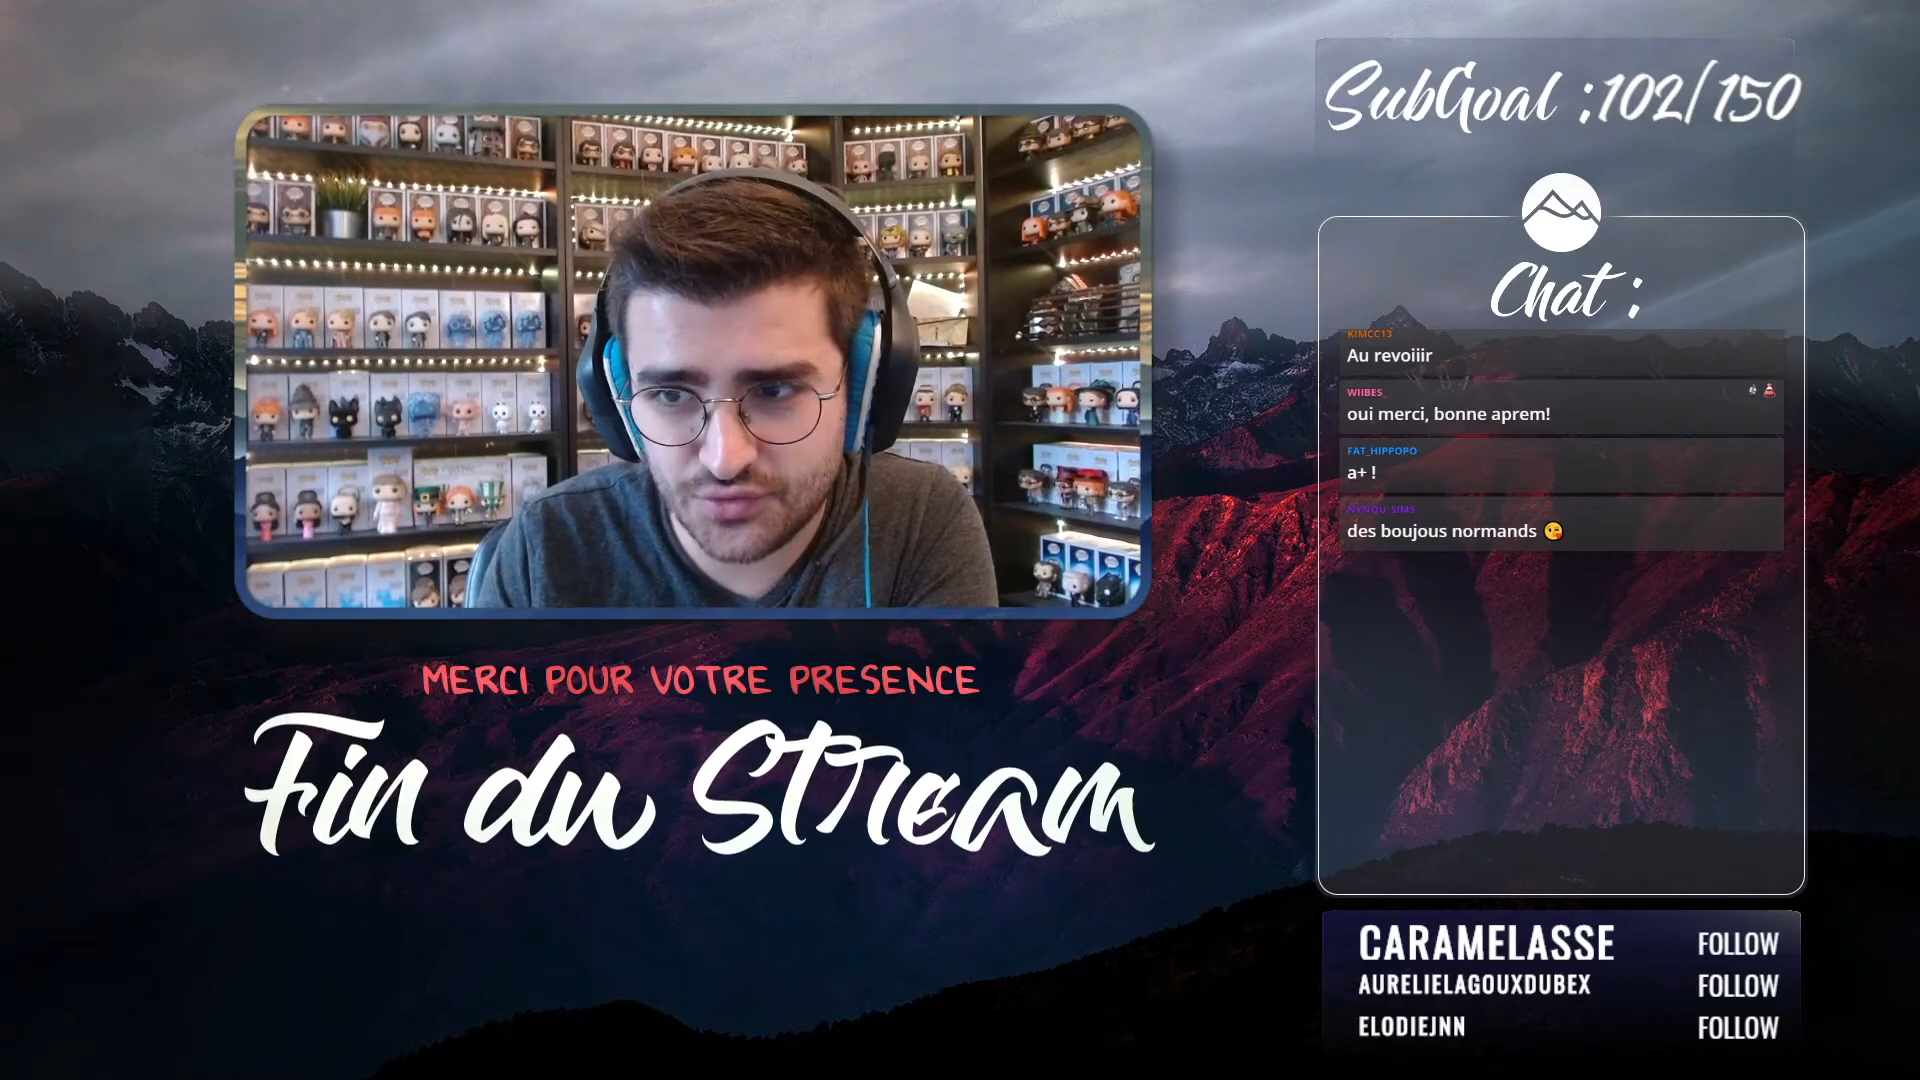 SubGoal :102/150
Chat :
KIMCC13
Au revoiiir
WIIBES_
oui merci, bonne aprem!
FAT_HIPPOPO
a+ !
NYNOU_SIMS
des boujous normands 😘
MERCI POUR VOTRE PRESENCE
Fin du Stream
CARAMELASSE FOLLOW
AURELIELAGOUXDUBEX FOLLOW
ELODIEJNN FOLLOW